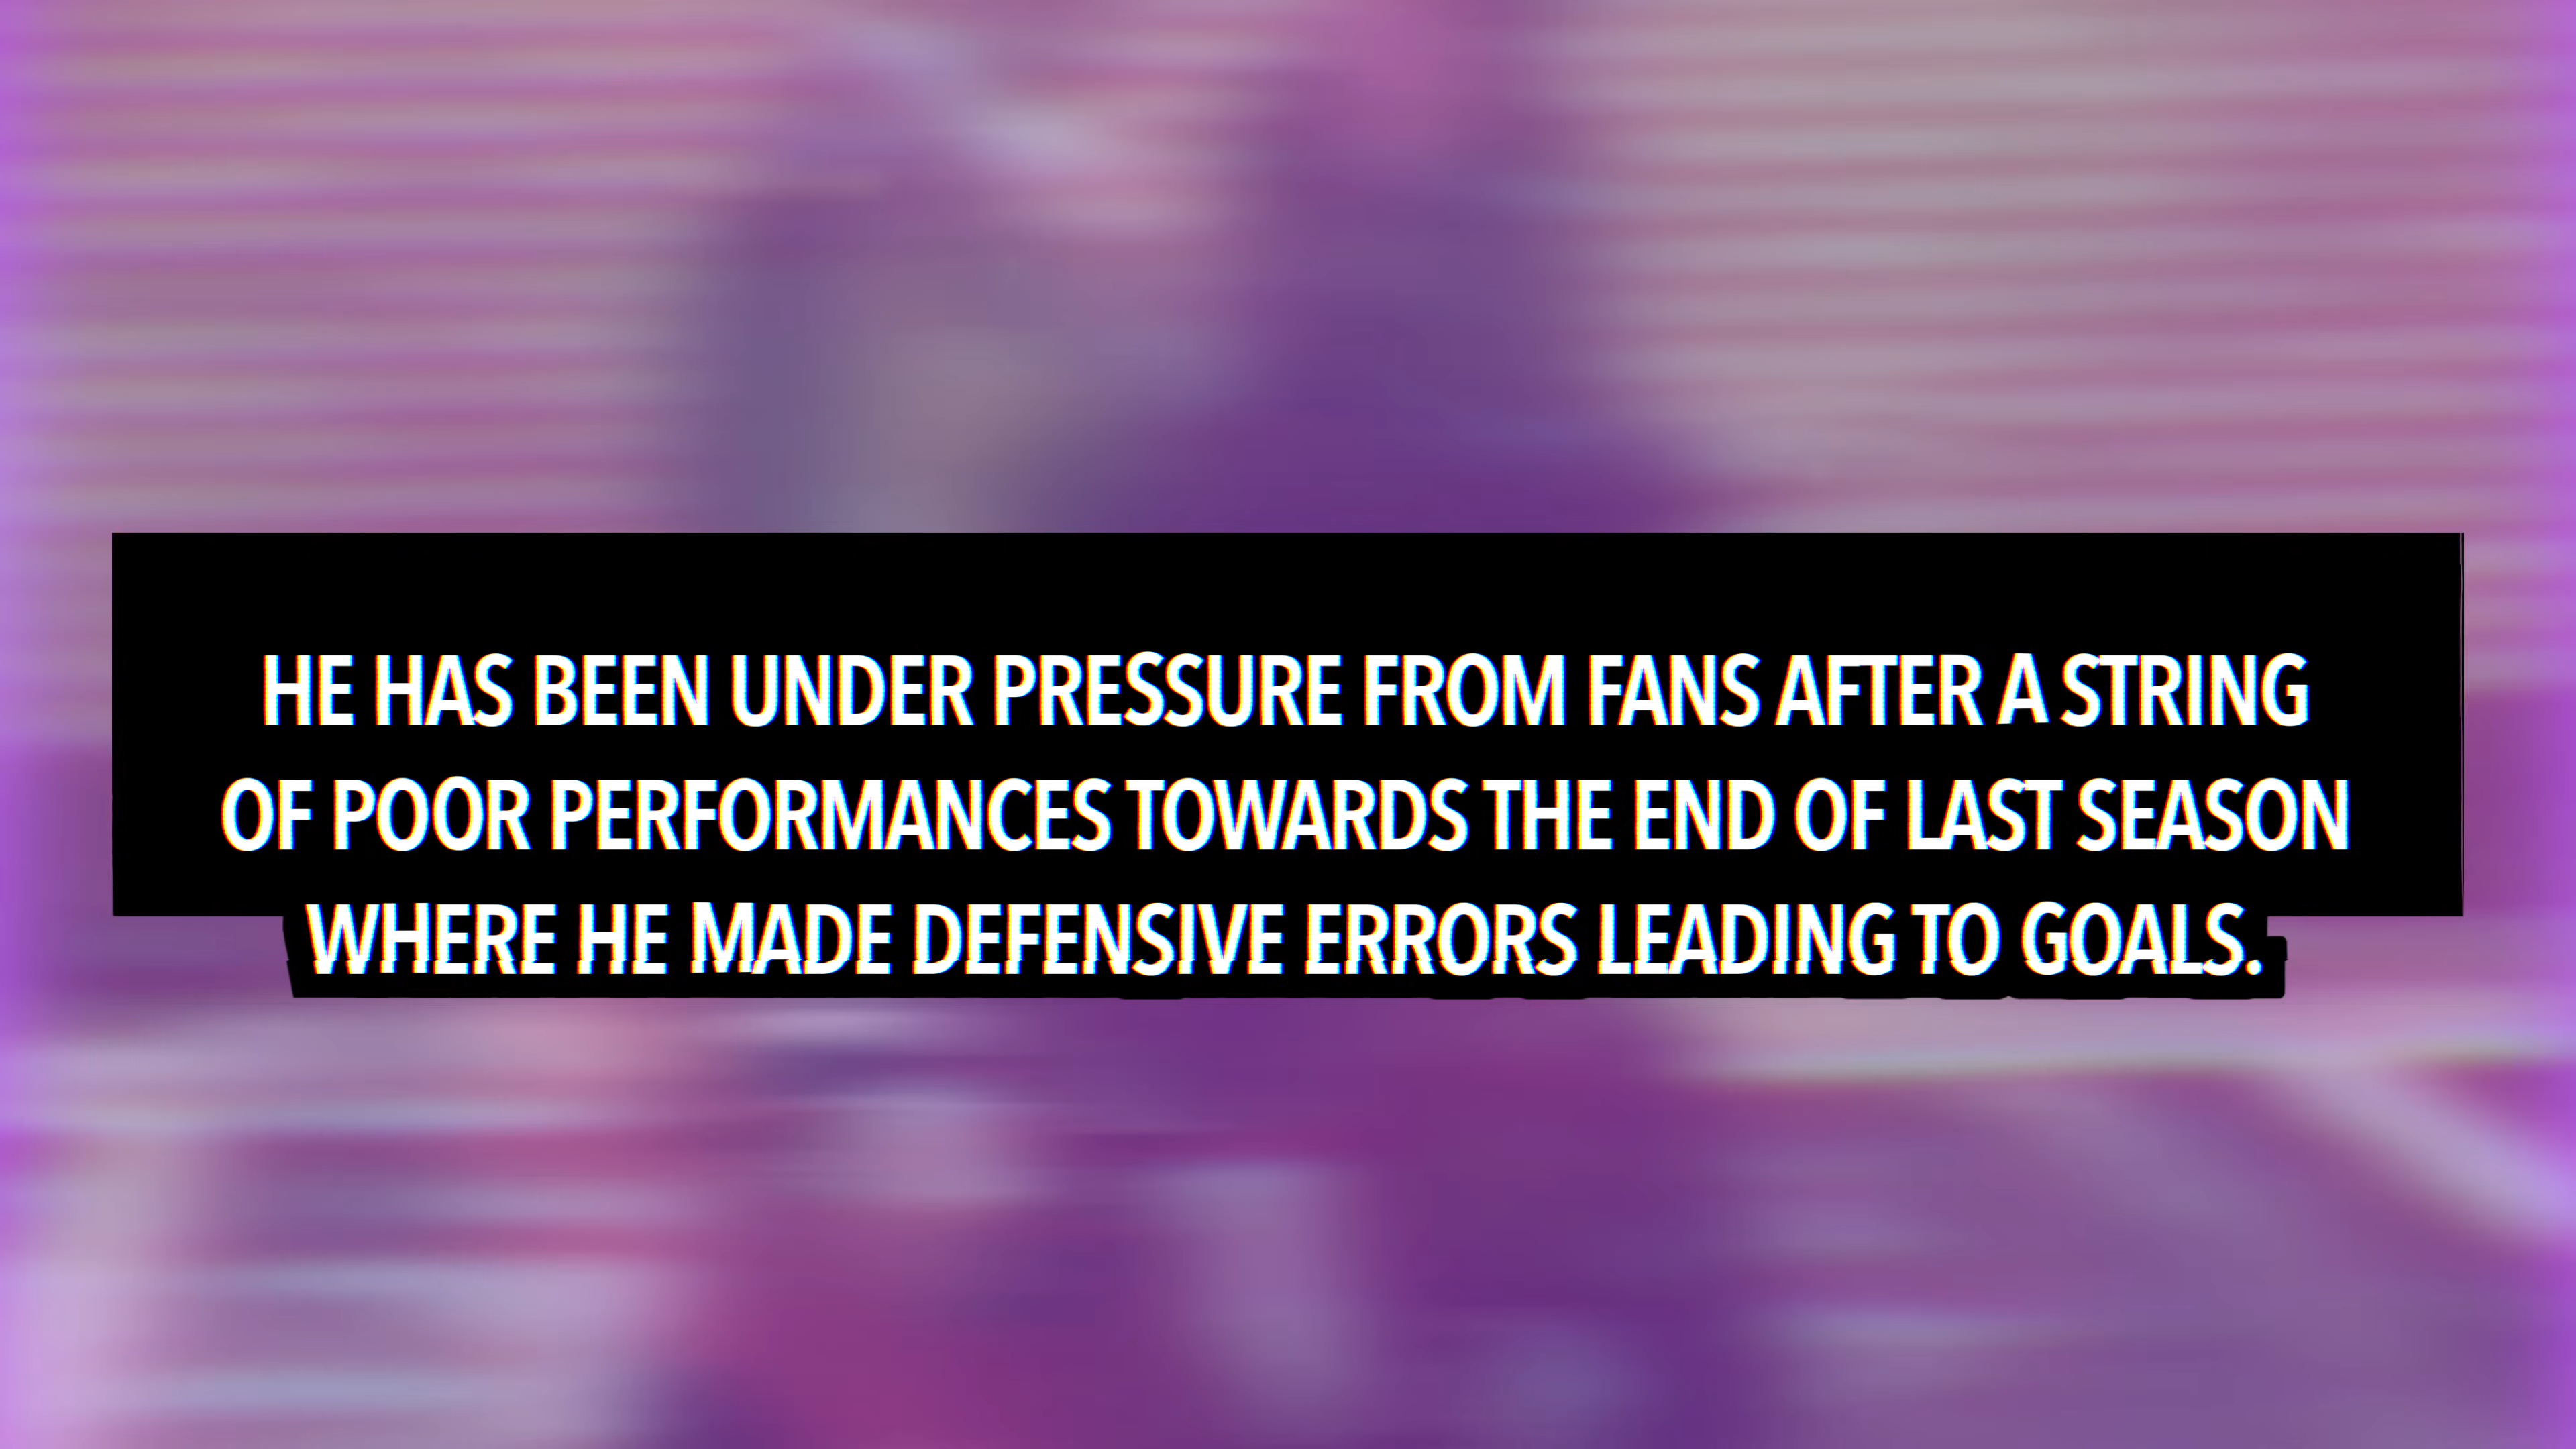 HE HAS BEEN UNDER PRESSURE FROM FANS AFTER A STRING
OF POOR PERFORMANCES TOWARDS THE END OF LAST SEASON
WHERE HE MADE DEFENSIVE ERRORS LEADING TO GOALS.